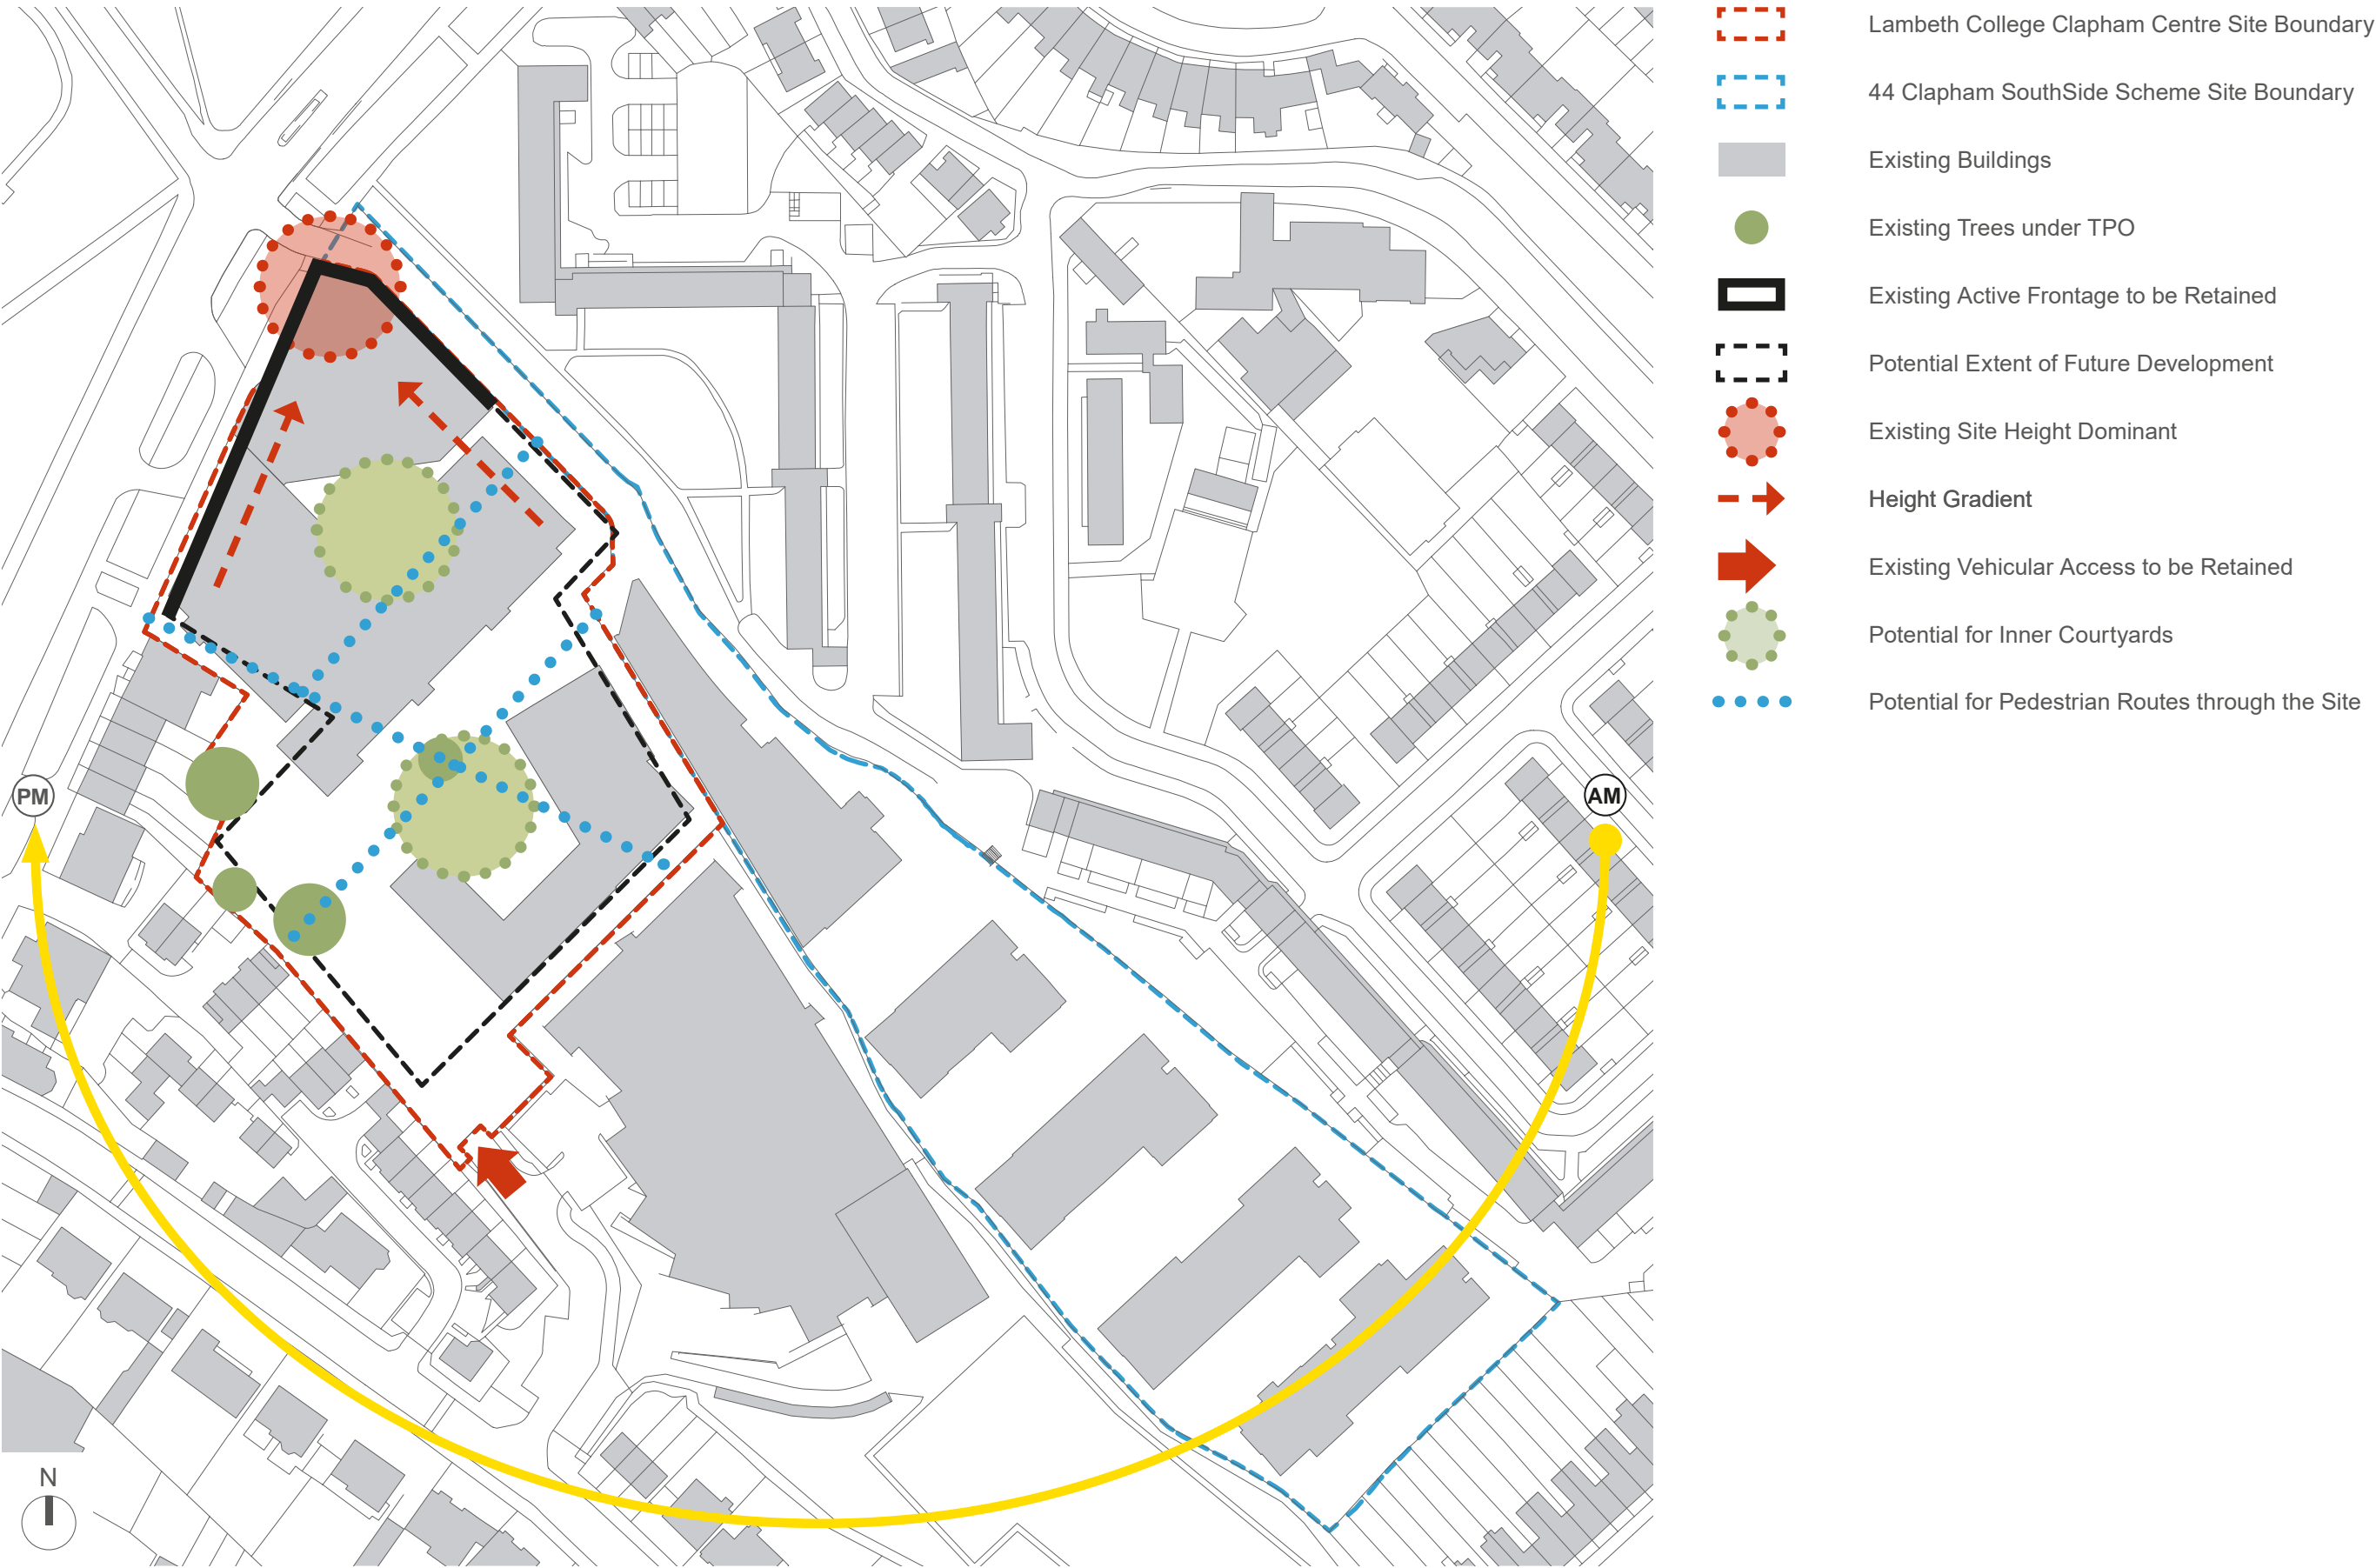 Lambeth College Clapham Centre Site Boundary
44 Clapham SouthSide Scheme Site Boundary
Existing Buildings
Existing Trees under TPO
Existing Active Frontage to be Retained
Potential Extent of Future Development
Existing Site Height Dominant
Height Gradient
Existing Vehicular Access to be Retained
Potential for Inner Courtyards
Potential for Pedestrian Routes through the Site
PM
AM
N